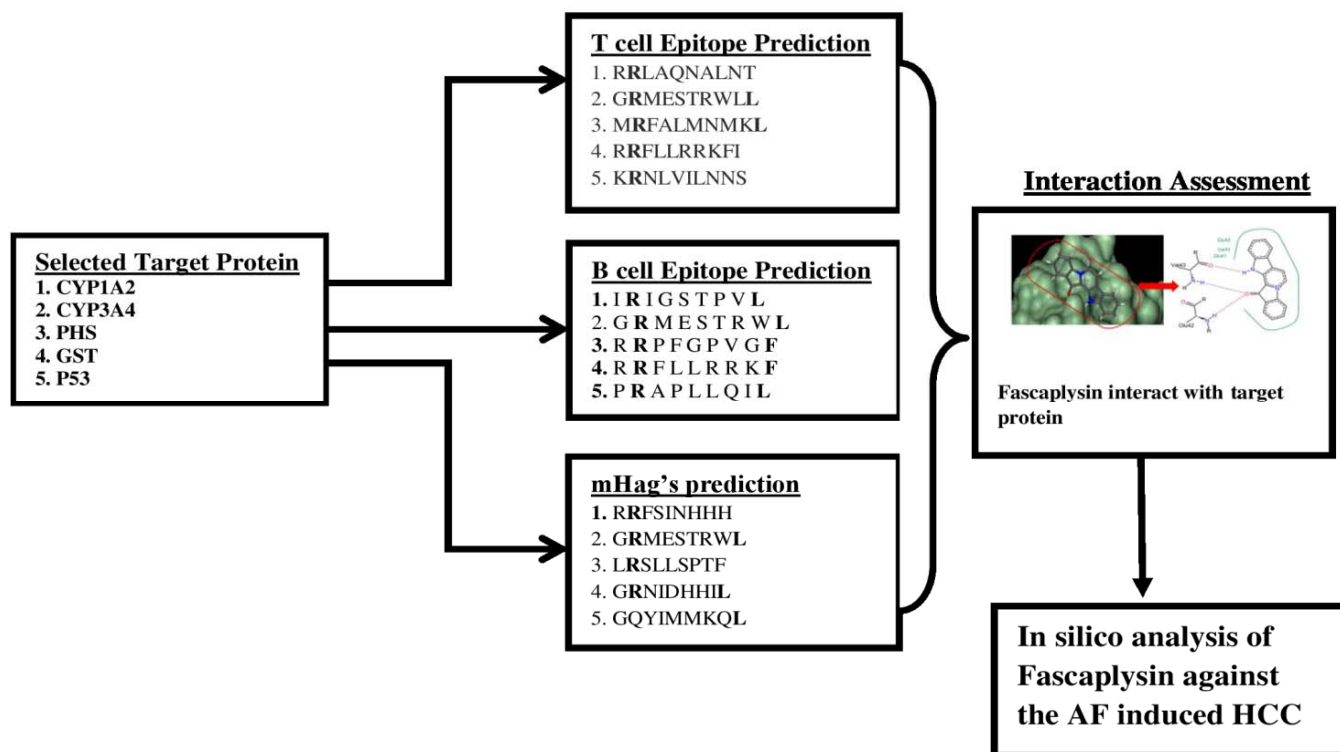 Selected Target Protein
1. CYP1A2
2. CYP3A4
3. PHS
4. GST
5. P53
T cell Epitope Prediction
1. RRLAQNALNT
2. GRMESTRWLL
3. MRFALMNMKL
4. RRFLLRRKFI
5. KRNLVILNNS
B cell Epitope Prediction
1. I R I G S T P V L
2. G R M E S T R W L
3. R R P F G P V G F
4. R R F L L R R K F
5. P R A P L L Q I L
mHag's prediction
1. RRFSINHHH
2. GRMESTRWL
3. LRSLLSPTF
4. GRNIDHHIL
5. GQYIMMKQL
Interaction Assessment
Fascaplysin interact with target
protein
In silico analysis of
Fascaplysin against
the AF induced HCC